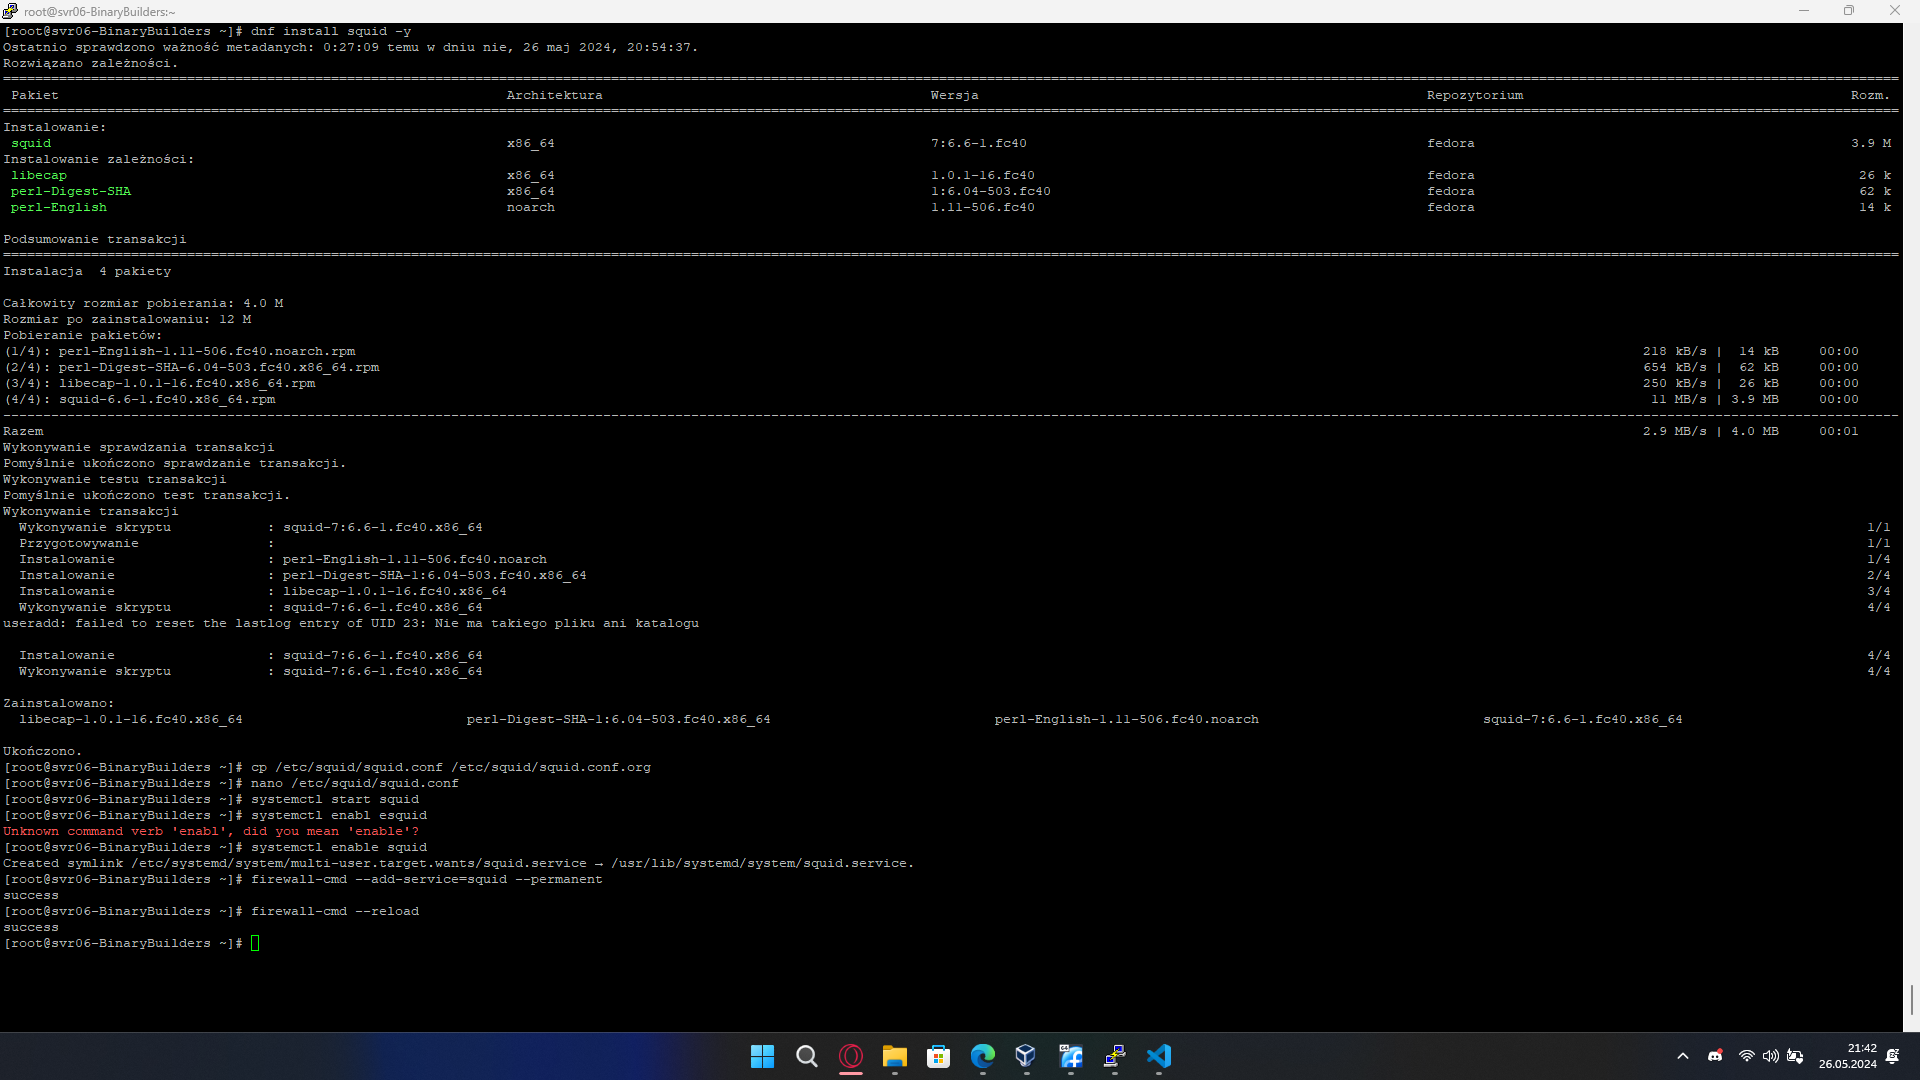 root@svr06-BinaryBuilders:~
[root@svr06-BinaryBuilders ~]# dnf install squid -y
Ostatnio sprawdzono ważność metadanych: 0:27:09 temu w dniu nie, 26 maj 2024, 20:54:37.
Rozwiązano zależności.
Pakiet Architektura Wersja Repozytorium Rozm.
Instalowanie:
squid x86_64 7:6.6-1.fc40 fedora 3.9 M
Instalowanie zależności:
libecap x86_64 1.0.1-16.fc40 fedora 26 k
perl-Digest-SHA x86_64 1:6.04-503.fc40 fedora 62 k
perl-English noarch 1.11-506.fc40 fedora 14 k
Podsumowanie transakcji
Instalacja  4 pakiety
Całkowity rozmiar pobierania: 4.0 M
Rozmiar po zainstalowaniu: 12 M
Pobieranie pakietów:
(1/4): perl-English-1.11-506.fc40.noarch.rpm 218 kB/s |  14 kB     00:00
(2/4): perl-Digest-SHA-6.04-503.fc40.x86_64.rpm 654 kB/s |  62 kB     00:00
(3/4): libecap-1.0.1-16.fc40.x86_64.rpm 250 kB/s |  26 kB     00:00
(4/4): squid-6.6-1.fc40.x86_64.rpm 11 MB/s | 3.9 MB     00:00
Razem 2.9 MB/s | 4.0 MB     00:01
Wykonywanie sprawdzania transakcji
Pomyślnie ukończono sprawdzanie transakcji.
Wykonywanie testu transakcji
Pomyślnie ukończono test transakcji.
Wykonywanie transakcji
Wykonywanie skryptu : squid-7:6.6-1.fc40.x86_64 1/1
Przygotowywanie : 1/1
Instalowanie : perl-English-1.11-506.fc40.noarch 1/4
Instalowanie : perl-Digest-SHA-1:6.04-503.fc40.x86_64 2/4
Instalowanie : libecap-1.0.1-16.fc40.x86_64 3/4
Wykonywanie skryptu : squid-7:6.6-1.fc40.x86_64 4/4
useradd: failed to reset the lastlog entry of UID 23: Nie ma takiego pliku ani katalogu
Instalowanie : squid-7:6.6-1.fc40.x86_64 4/4
Wykonywanie skryptu : squid-7:6.6-1.fc40.x86_64 4/4
Zainstalowano:
libecap-1.0.1-16.fc40.x86_64 perl-Digest-SHA-1:6.04-503.fc40.x86_64 perl-English-1.11-506.fc40.noarch squid-7:6.6-1.fc40.x86_64
Ukończono.
[root@svr06-BinaryBuilders ~]# cp /etc/squid/squid.conf /etc/squid/squid.conf.org
[root@svr06-BinaryBuilders ~]# nano /etc/squid/squid.conf
[root@svr06-BinaryBuilders ~]# systemctl start squid
[root@svr06-BinaryBuilders ~]# systemctl enabl esquid
Unknown command verb 'enabl', did you mean 'enable'?
[root@svr06-BinaryBuilders ~]# systemctl enable squid
Created symlink /etc/systemd/system/multi-user.target.wants/squid.service → /usr/lib/systemd/system/squid.service.
[root@svr06-BinaryBuilders ~]# firewall-cmd --add-service=squid --permanent
success
[root@svr06-BinaryBuilders ~]# firewall-cmd --reload
success
[root@svr06-BinaryBuilders ~]#
21:42
26.05.2024